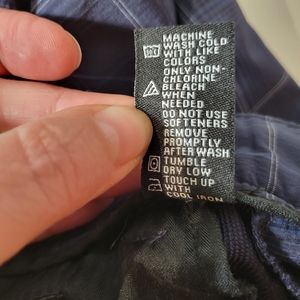 MACHINE
WASH COLD
WITH LIKE
COLORS
ONLY NON-
CHLORINE
BLEACH
WHEN
NEEDED
DO NOT USE
SOFTENERS
REMOVE
PROMPTLY
AFTER WASH
TUMBLE
DRY LOW
TOUCH UP
WITH
COOL IRON